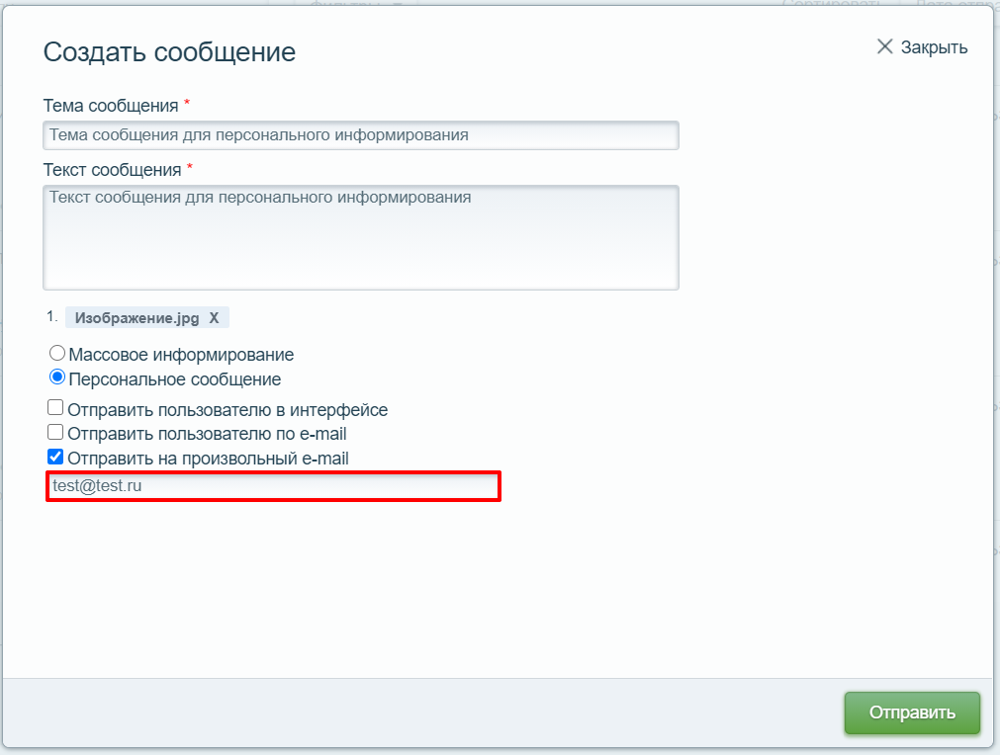 Создать сообщение
Закрыть
Тема сообщения *
Тема сообщения для персонального информирования
Текст сообщения *
Текст сообщения для персонального информирования
1. Изображение.jpg X
Массовое информирование
Персональное сообщение
Отправить пользователю в интерфейсе
Отправить пользователю по e-mail
Отправить на произвольный e-mail
test@test.ru
Отправить